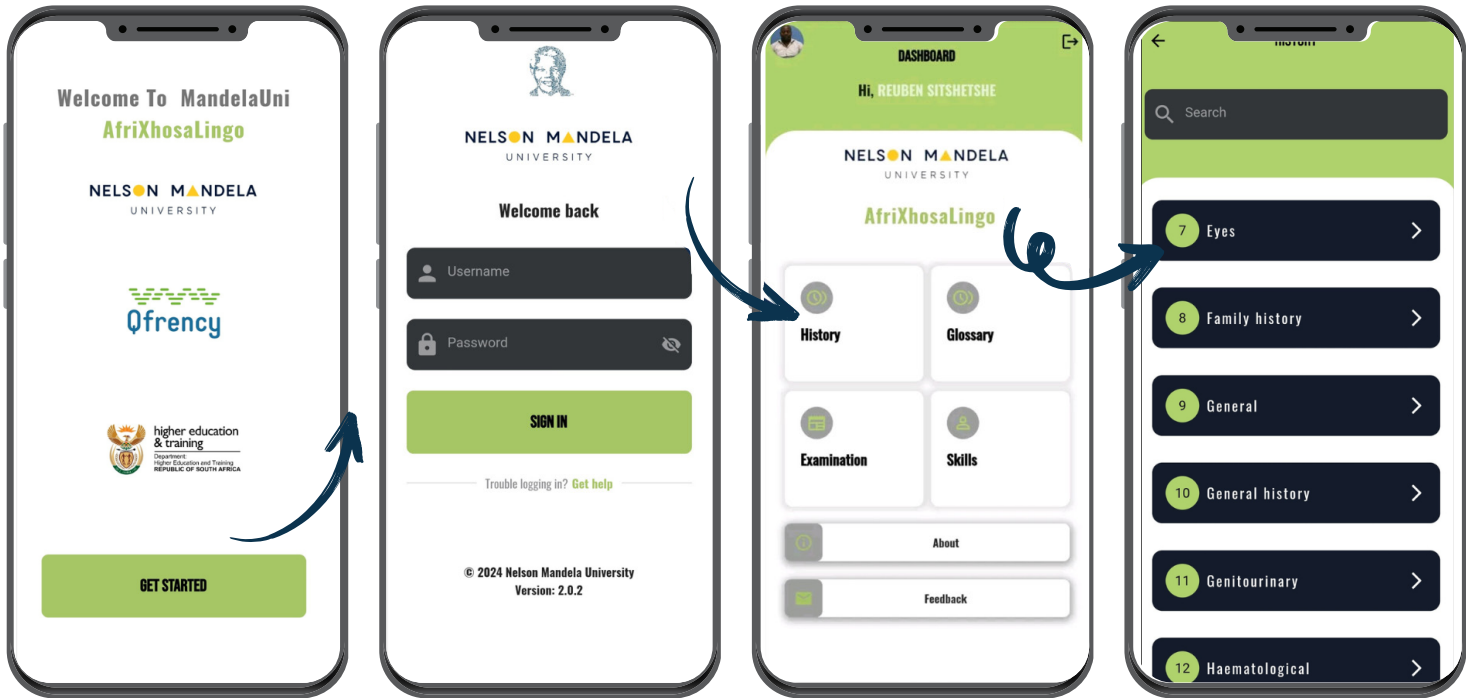 Welcome To MandelaUni
AfriXhosaLingo
NELSON MANDELA
UNIVERSITY
Qfrency
higher education
& training
Department:
Higher Education and Training
REPUBLIC OF SOUTH AFRICA
GET STARTED
NELSON MANDELA
UNIVERSITY
Welcome back
Username
Password
SIGN IN
Trouble logging in? Get help
© 2024 Nelson Mandela University
Version: 2.0.2
DASHBOARD
Hi, REUBEN SITSHETSHE
NELSON MANDELA
UNIVERSITY
AfriXhosaLingo
History
Glossary
Examination
Skills
About
Feedback
HISTORY
Search
7 Eyes
8 Family history
9 General
10 General history
11 Genitourinary
12 Haematological